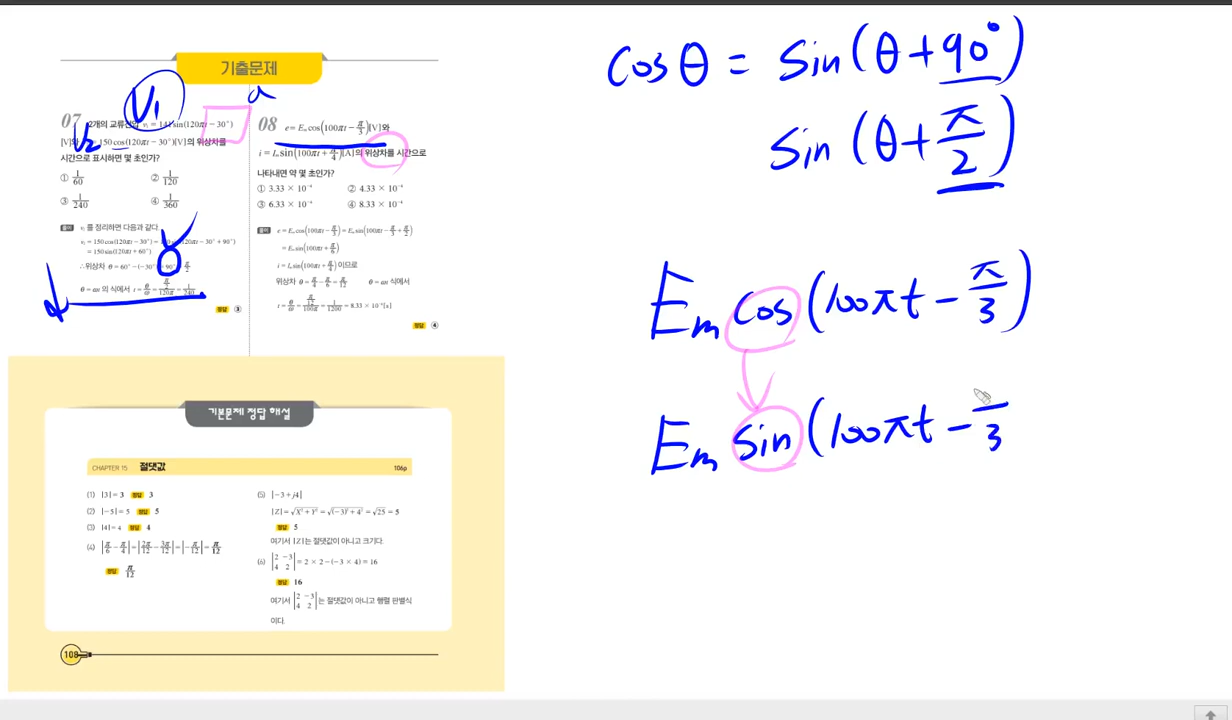 기출문제
07 2개의 교류전압 v₁ = 141sin(120πt − 30°)
[V]와 = 150cos(120πt − 30°)[V]의 위상차를
시간으로 표시하면 몇 초인가?
① 1/60 ② 1/120
③ 1/240 ④ 1/360
풀이 를 정리하면 다음과 같다.
= 150cos(120πt − 30°) = 120πt − 30° + 90°)
= 150sin(120πt + 60°)
∴ 위상차 θ = 60° − (−30°) = 90° π/2
θ = ωt 의 식에서 t = θ/ω = (π/2)/120π = 1/240
정답 ③
V₁
V₂
a
08 e = Eₘcos(100πt − π/3)[V]와
i = Iₘsin(100πt + π/4)[A]의 위상차를 시간으로
나타내면 약 몇 초인가?
① 3.33 × 10⁻⁴ ② 4.33 × 10⁻⁴
③ 6.33 × 10⁻⁴ ④ 8.33 × 10⁻⁴
풀이 e = Eₘcos(100πt − π/3) = Eₘsin(100πt − π/3 + π/2)
= Eₘsin(100πt + π/6)
i = Iₘsin(100πt + π/4) 이므로
위상차 θ = π/4 − π/6 = π/12 θ = ωt 식에서
t = θ/ω = (π/12)/100π = 1/1200 = 8.33 × 10⁻⁴[s]
정답 ④
기본문제 정답 해설
CHAPTER 15 절댓값 106p
(1) |3| = 3 정답 3
(2) |−5| = 5 정답 5
(3) |4| = 4 정답 4
(4) |π/6 − π/4| = |2π/12 − 3π/12| = |−π/12| = π/12
정답 π/12
(5) |−3 + j4|
|Z| = √(X² + Y²) = √((−3)² + 4²) = √25 = 5
정답 5
여기서 |Z|는 절댓값이 아니고 크기다.
(6) |2 −3; 4 2| = 2 × 2 − (−3 × 4) = 16
정답 16
여기서 |2 −3; 4 2|는 절댓값이 아니고 행렬 판별식
이다.
108
cos θ = sin(θ + 90°)
sin(θ + π/2)
Eₘ cos(100πt − π/3)
Eₘ sin(100πt − /3